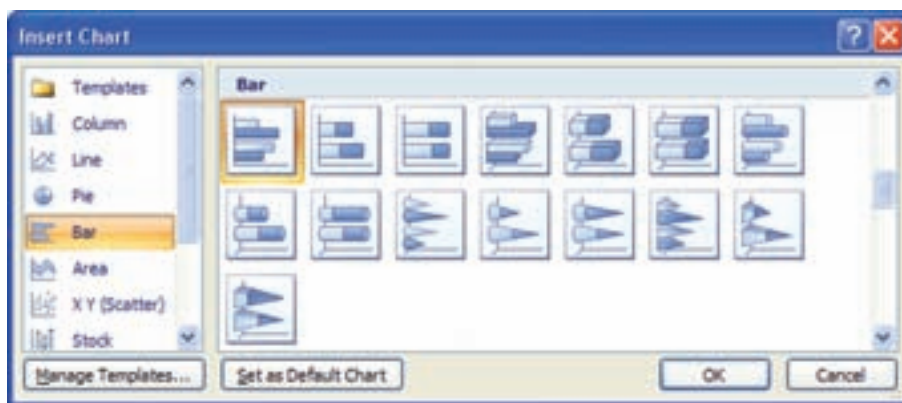 Insert Chart
Templates
Column
Line
Pie
Bar
Area
X Y (Scatter)
Stock
Bar
Manage Templates...
Set as Default Chart
OK
Cancel